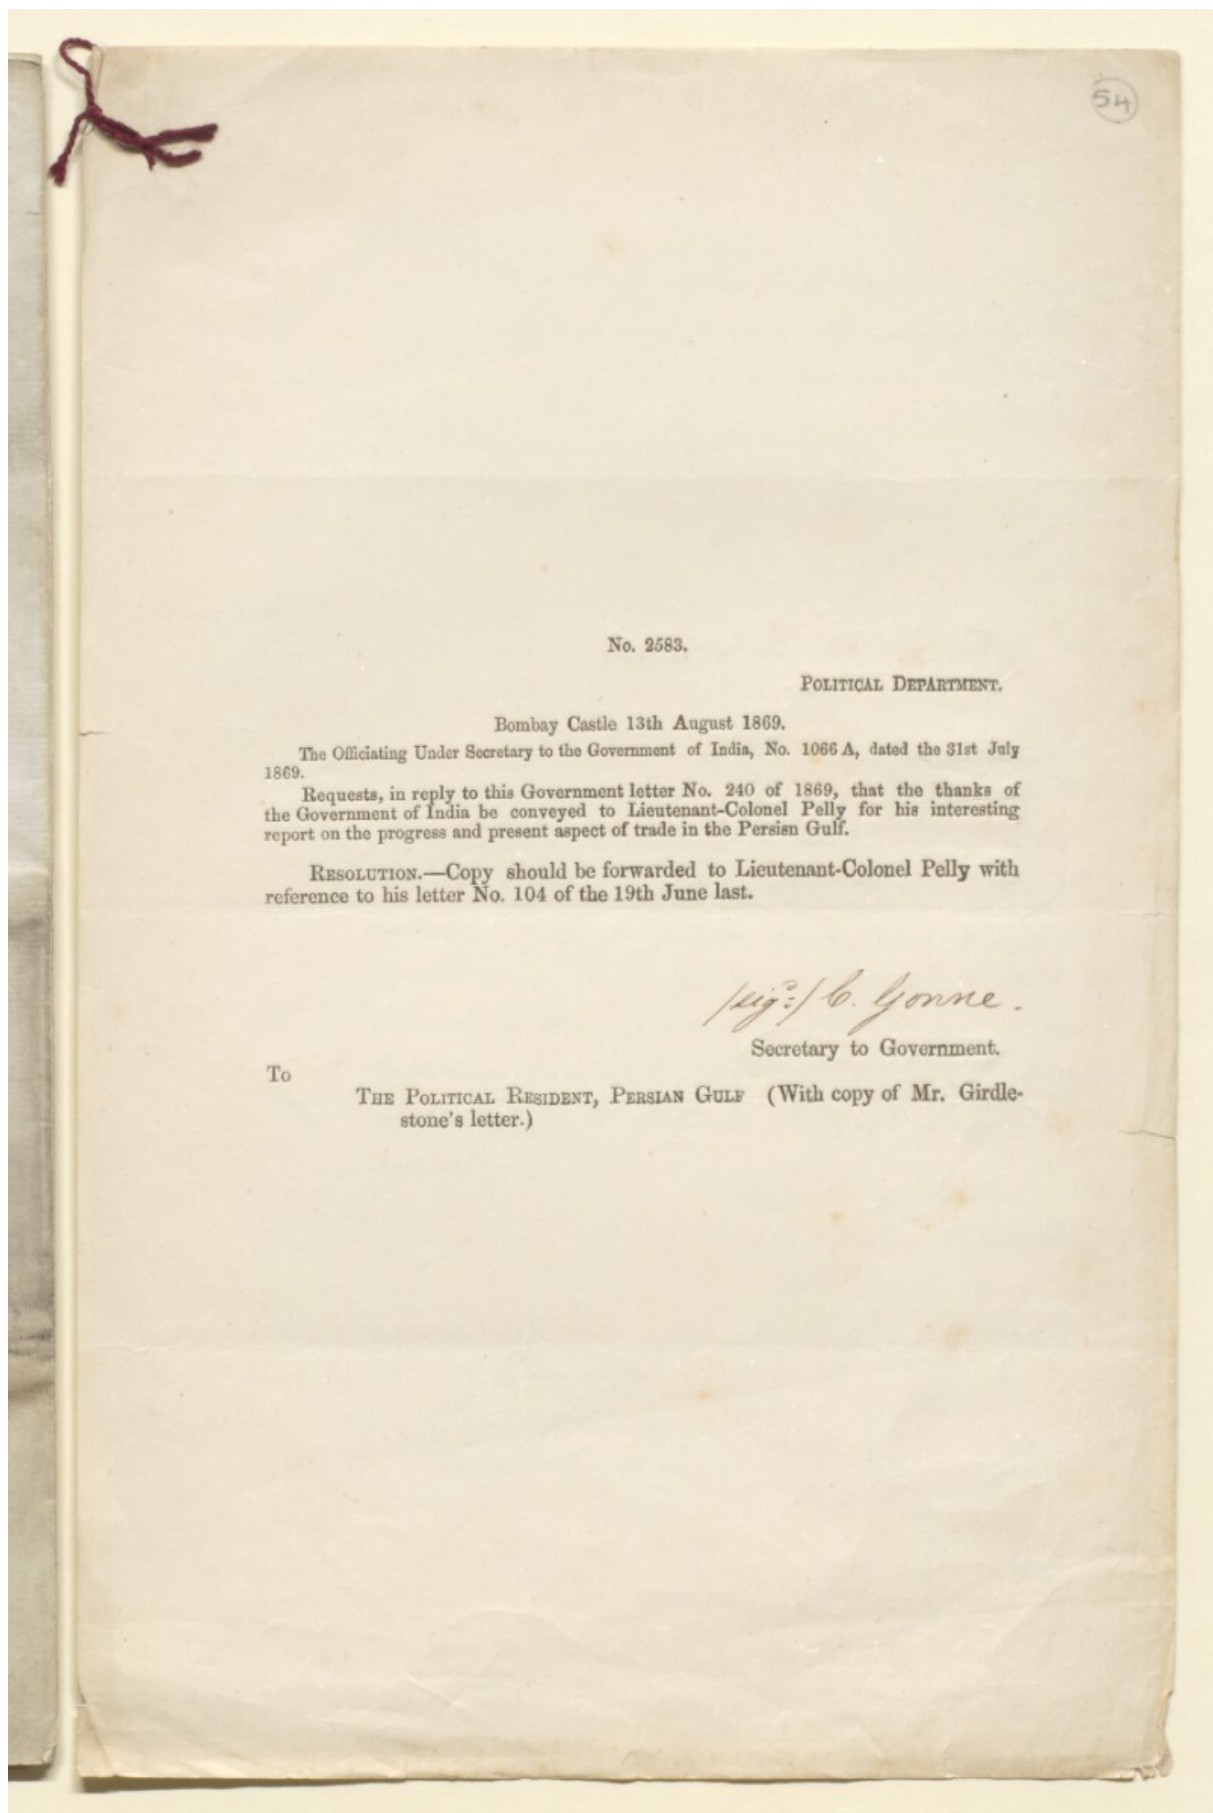 54
No. 2583.
POLITICAL DEPARTMENT.
Bombay Castle 13th August 1869.
The Officiating Under Secretary to the Government of India, No. 1066 A, dated the 31st July
1869.
Requests, in reply to this Government letter No. 240 of 1869, that the thanks of
the Government of India be conveyed to Lieutenant-Colonel Pelly for his interesting
report on the progress and present aspect of trade in the Persian Gulf.
RESOLUTION.—Copy should be forwarded to Lieutenant-Colonel Pelly with
reference to his letter No. 104 of the 19th June last.
/sigd:/ C. Gonne.
Secretary to Government.
To
THE POLITICAL RESIDENT, PERSIAN GULF (With copy of Mr. Girdle-
stone's letter.)